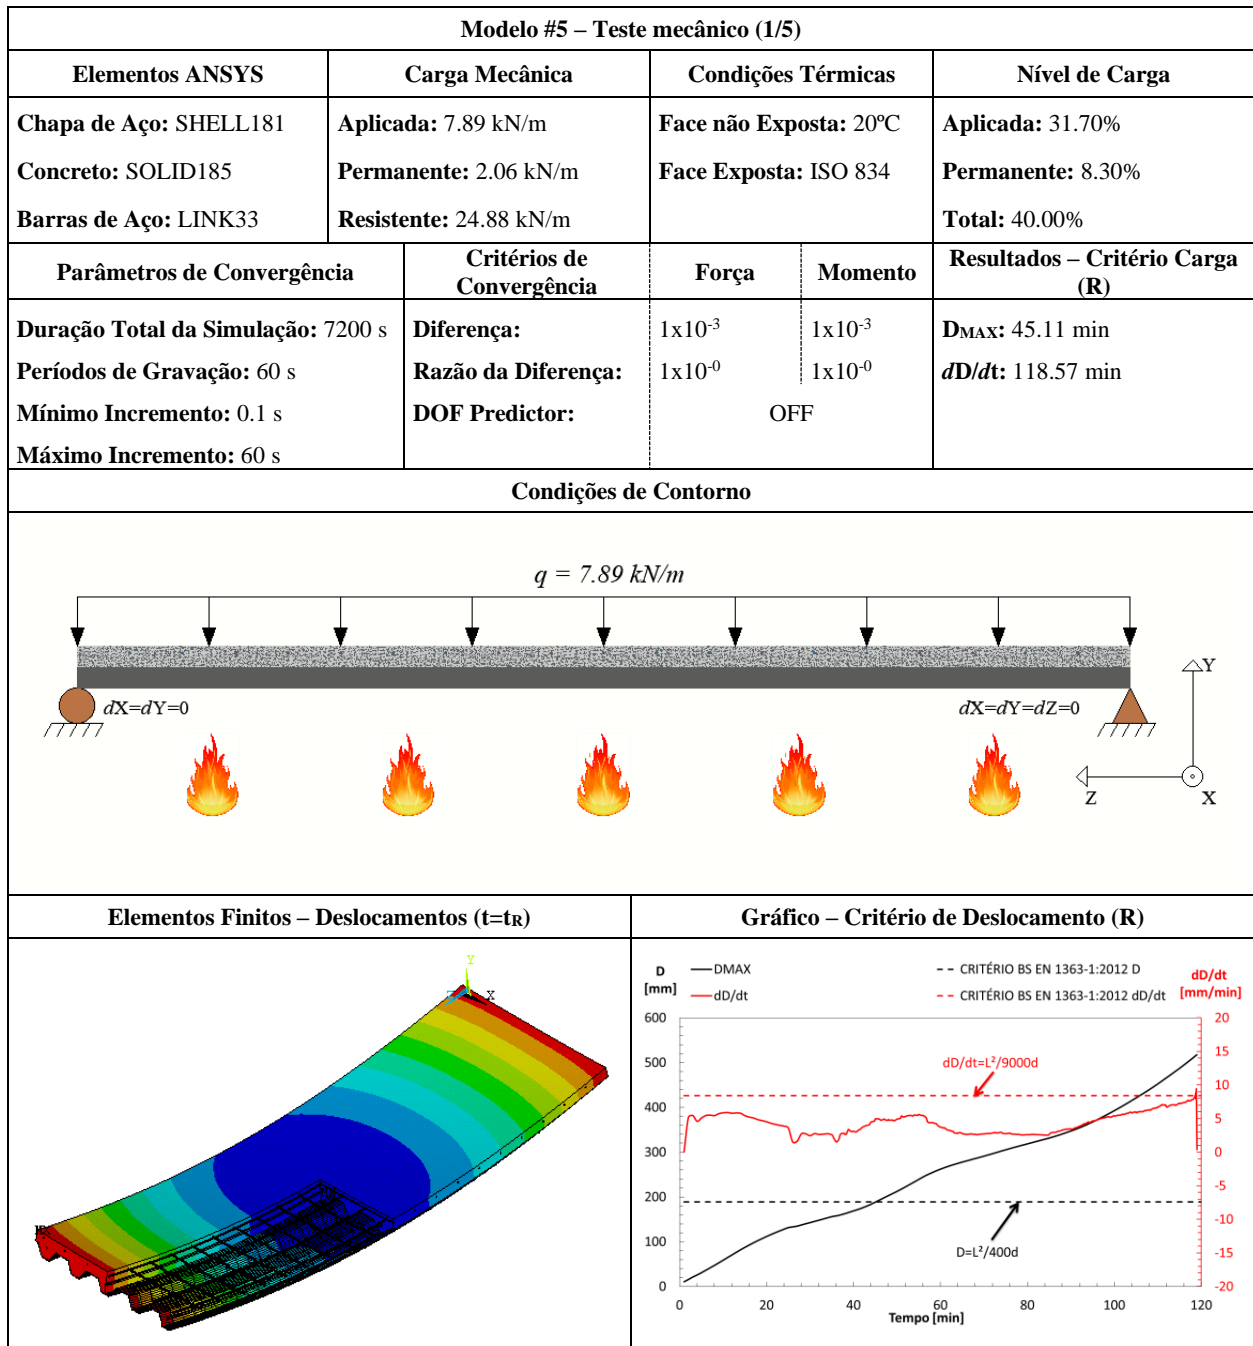 Modelo #5 – Teste mecânico (1/5)
Elementos ANSYS
Carga Mecânica
Condições Térmicas
Nível de Carga
Chapa de Aço: SHELL181
Concreto: SOLID185
Barras de Aço: LINK33
Aplicada: 7.89 kN/m
Permanente: 2.06 kN/m
Resistente: 24.88 kN/m
Face não Exposta: 20ºC
Face Exposta: ISO 834
Aplicada: 31.70%
Permanente: 8.30%
Total: 40.00%
Parâmetros de Convergência
Critérios de
Convergência
Força
Momento
Resultados – Critério Carga
(R)
Duração Total da Simulação: 7200 s
Períodos de Gravação: 60 s
Mínimo Incremento: 0.1 s
Máximo Incremento: 60 s
Diferença: 1x10⁻³ 1x10⁻³
Razão da Diferença: 1x10⁻⁰ 1x10⁻⁰
DOF Predictor: OFF
DMAX: 45.11 min
dD/dt: 118.57 min
Condições de Contorno
q = 7.89 kN/m
dX=dY=0
dX=dY=dZ=0
Y
Z
X
Elementos Finitos – Deslocamentos (t=tR)
Gráfico – Critério de Deslocamento (R)
Y
X
D
[mm]
DMAX
dD/dt
CRITÉRIO BS EN 1363-1:2012 D
CRITÉRIO BS EN 1363-1:2012 dD/dt
dD/dt
[mm/min]
600
500
400
300
200
100
0
20
15
10
5
0
-5
-10
-15
-20
dD/dt=L²/9000d
D=L²/400d
0 20 40 60 80 100 120
Tempo [min]